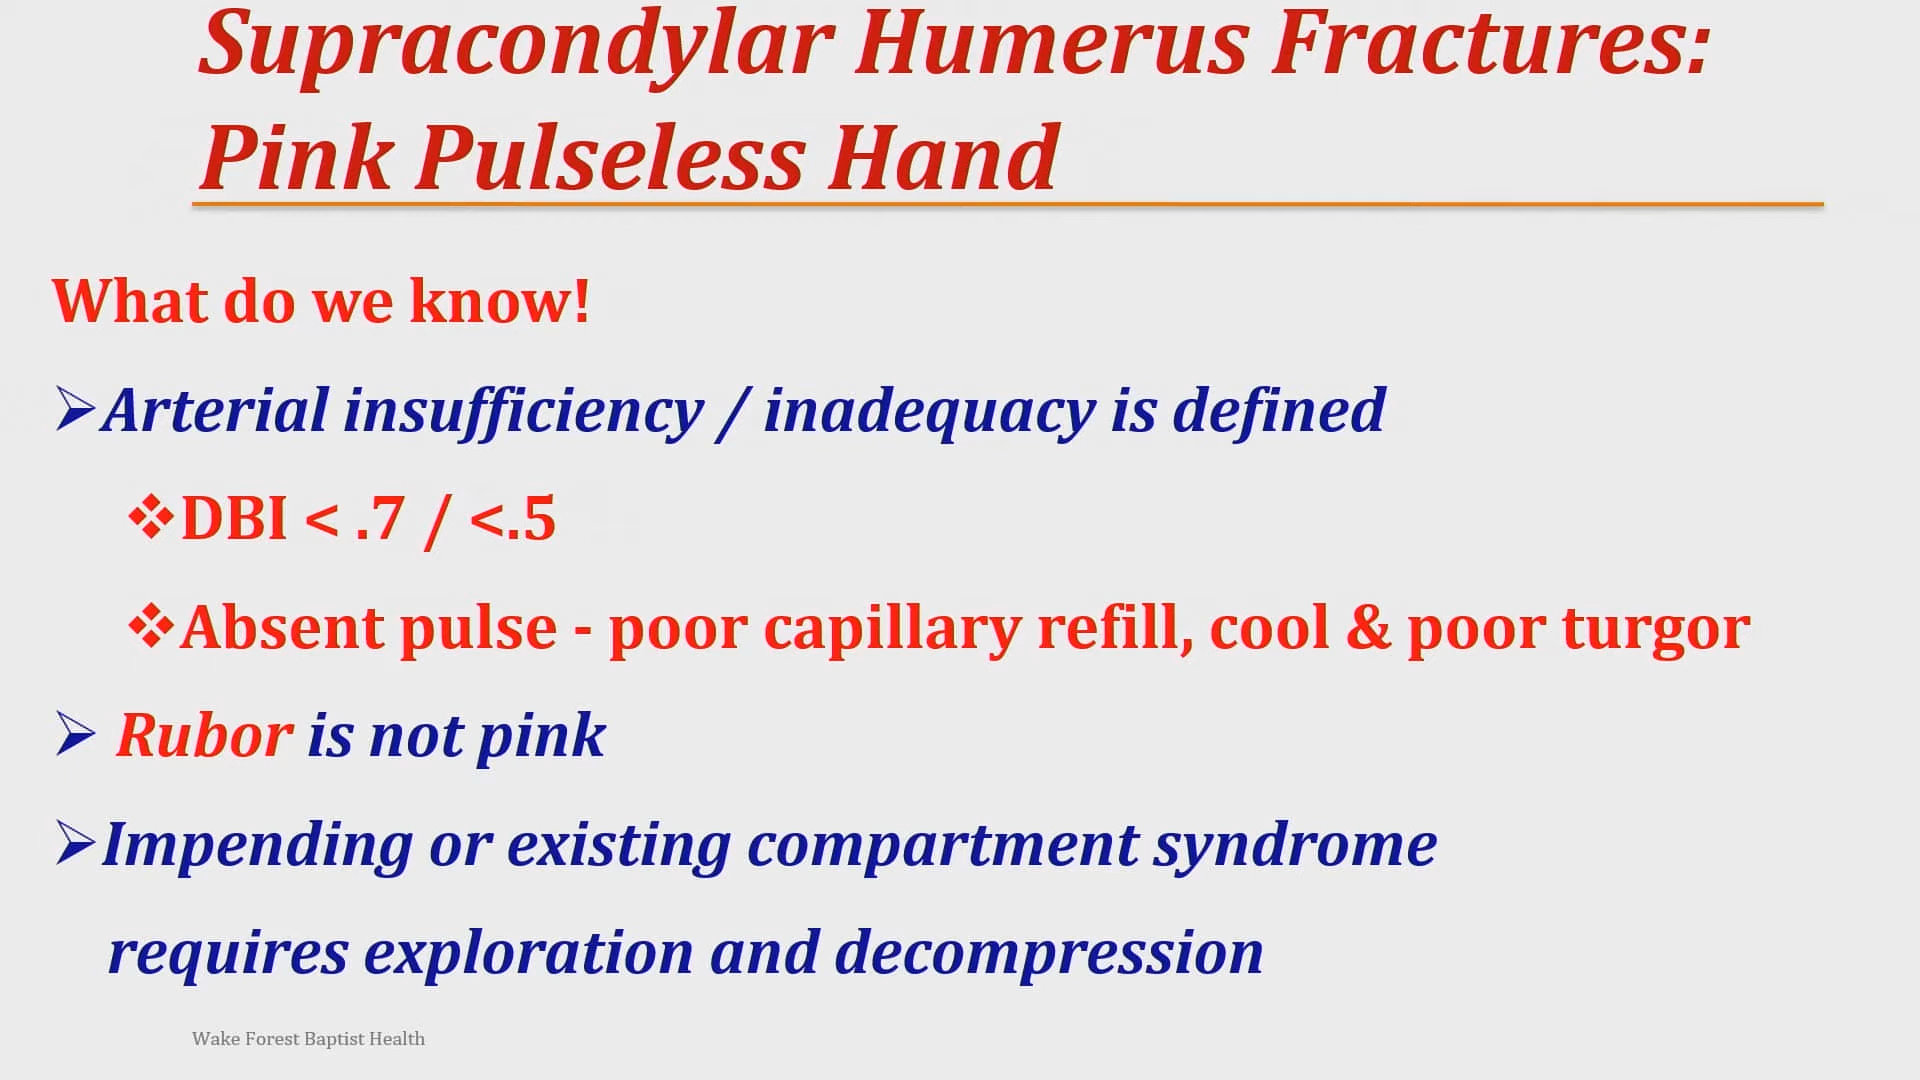 Supracondylar Humerus Fractures:
Pink Pulseless Hand
What do we know!
➢Arterial insufficiency / inadequacy is defined
❖DBI < .7 / <.5
❖Absent pulse - poor capillary refill, cool & poor turgor
➢ Rubor is not pink
➢Impending or existing compartment syndrome
requires exploration and decompression
Wake Forest Baptist Health